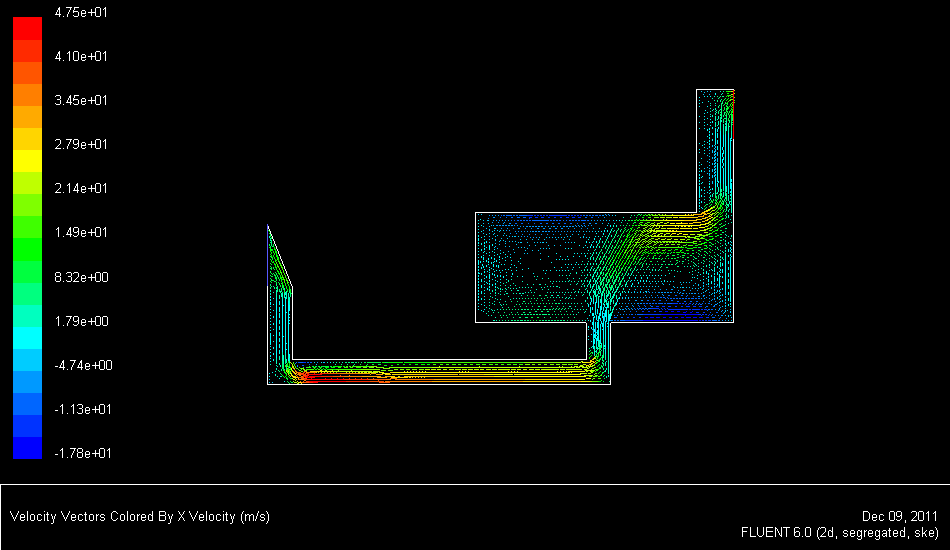 4.75e+01
4.10e+01
3.45e+01
2.79e+01
2.14e+01
1.49e+01
8.32e+00
1.79e+00
-4.74e+00
-1.13e+01
-1.78e+01
Velocity Vectors Colored By X Velocity (m/s)
Dec 09, 2011
FLUENT 6.0 (2d, segregated, ske)